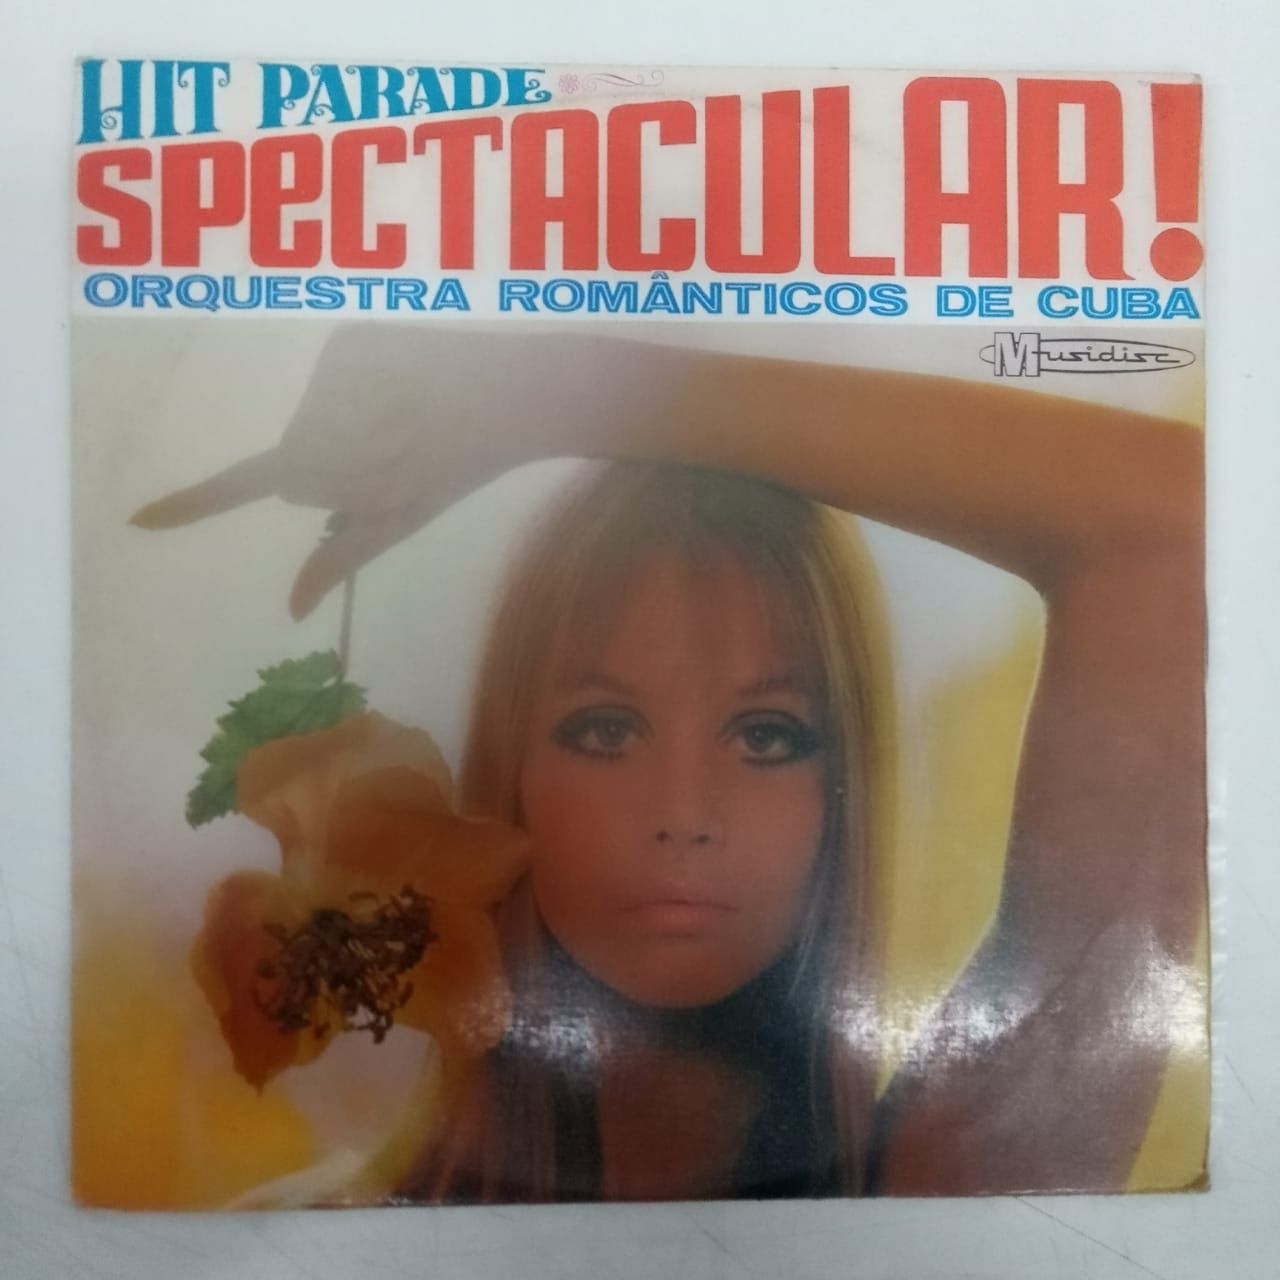 HIT PARADE
SPECTACULAR!
ORQUESTRA ROMÂNTICOS DE CUBA
Musidisc